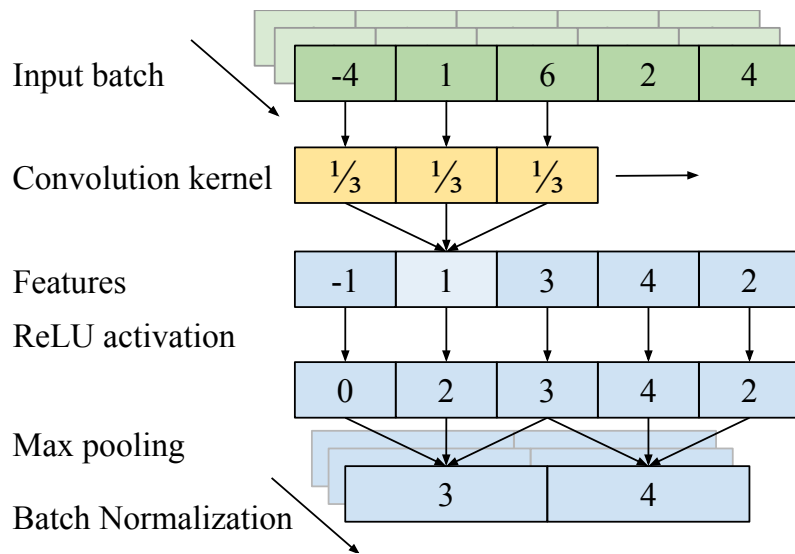 Input batch -4 1 6 2 4
Convolution kernel ⅓ ⅓ ⅓
Features -1 1 3 4 2
ReLU activation
0 2 3 4 2
Max pooling
3 4
Batch Normalization